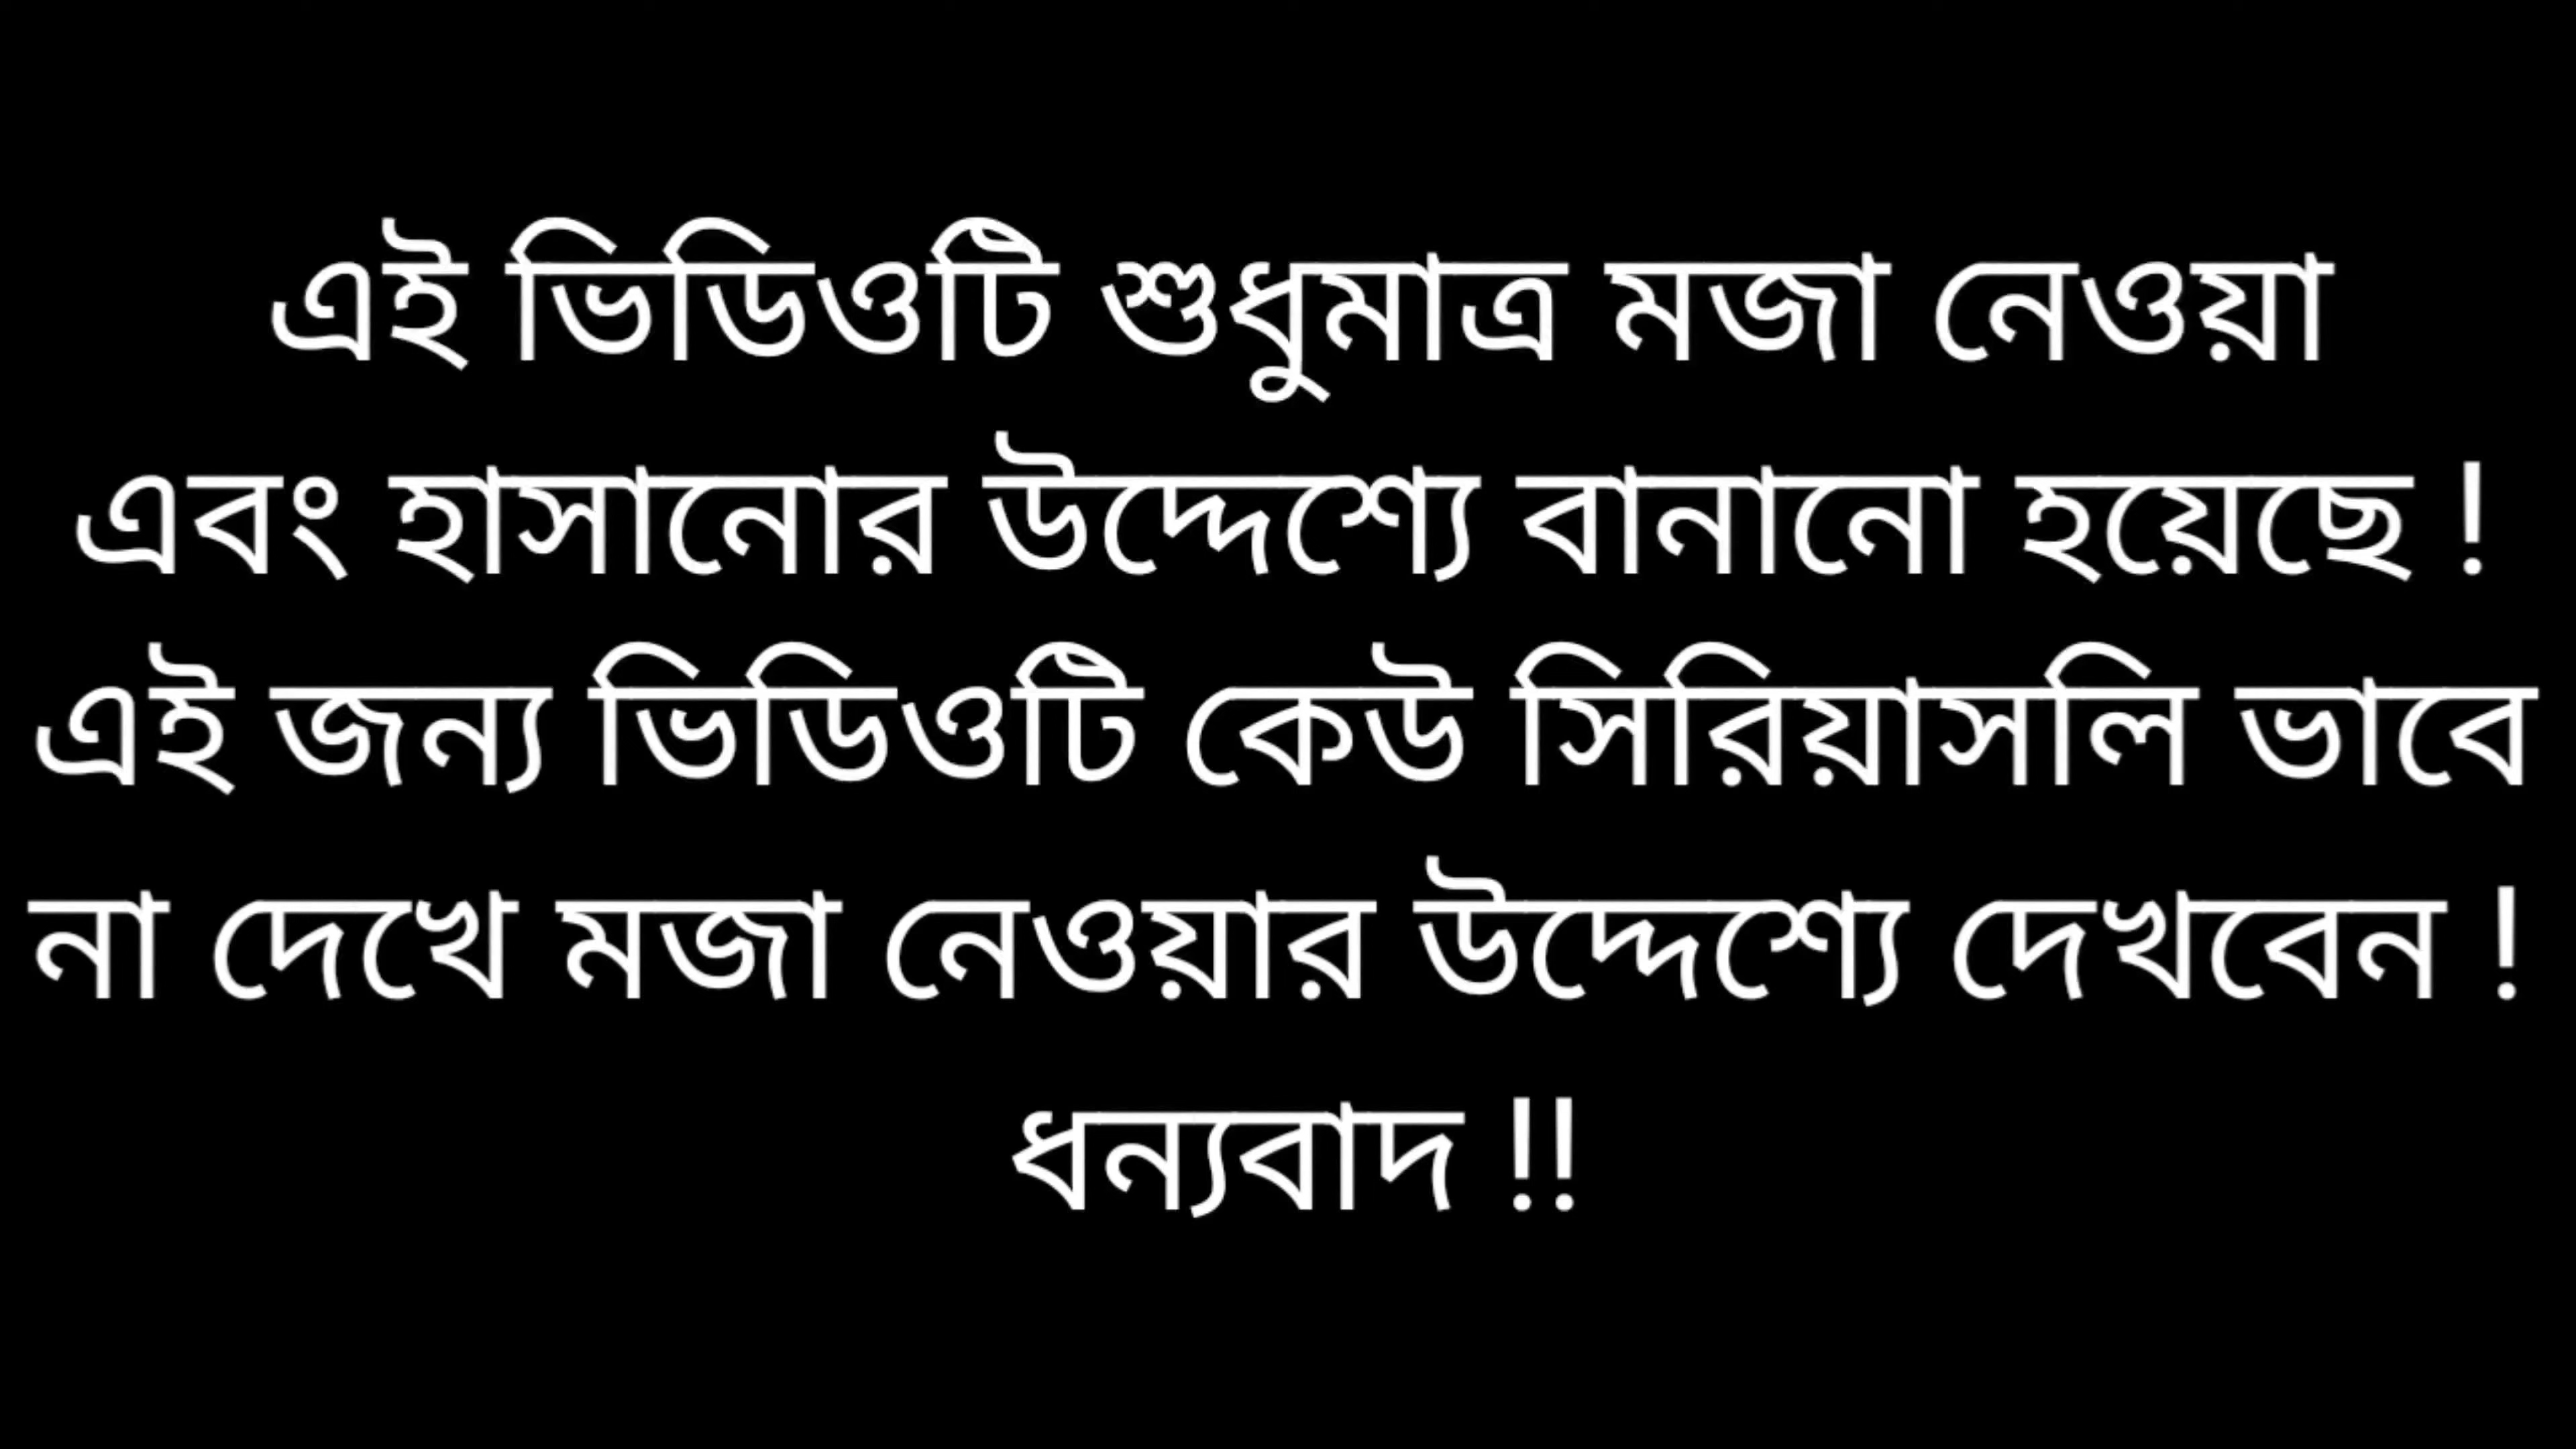 এই ভিডিওটি শুধুমাত্র মজা নেওয়া
এবং হাসানোর উদ্দেশ্যে বানানো হয়েছে !
এই জন্য ভিডিওটি কেউ সিরিয়াসলি ভাবে
না দেখে মজা নেওয়ার উদ্দেশ্যে দেখবেন !
ধন্যবাদ !!